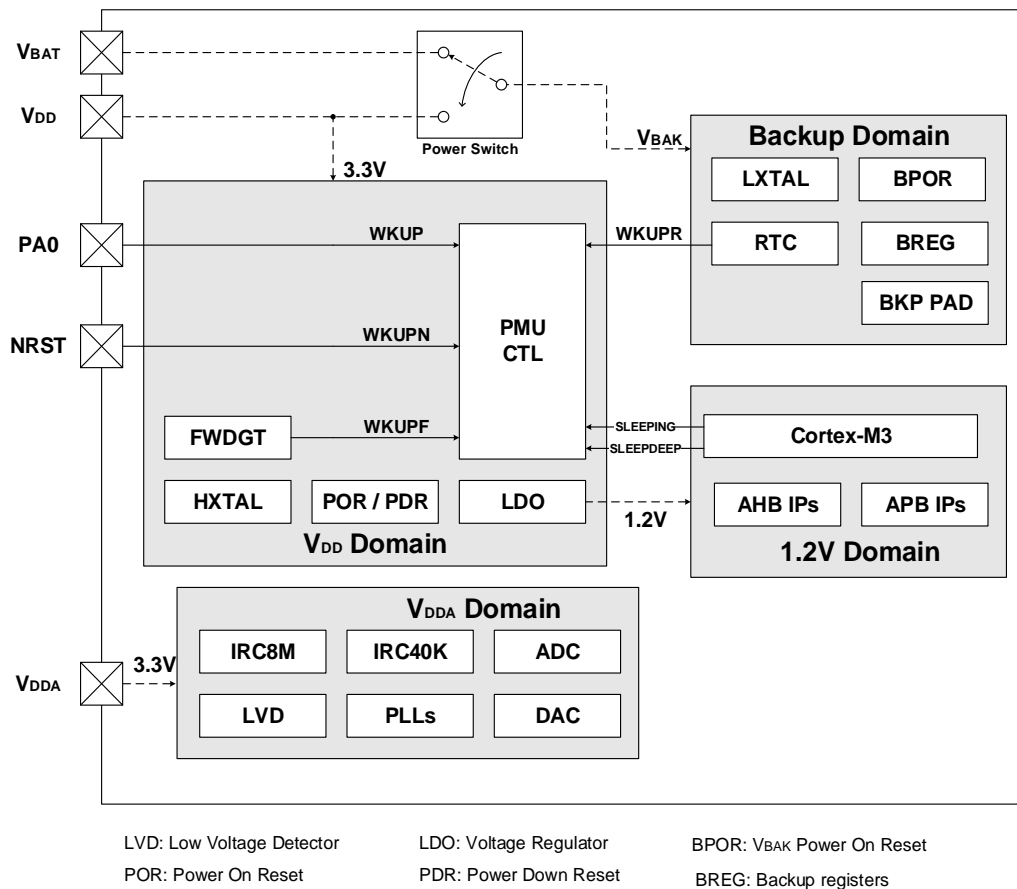 VBAT
VDD
Power Switch
3.3V
VBAK
Backup Domain
LXTAL
BPOR
RTC
BREG
BKP PAD
PA0
WKUP
WKUPR
NRST
WKUPN
PMU
CTL
FWDGT
WKUPF
SLEEPING
SLEEPDEEP
Cortex-M3
HXTAL
POR / PDR
LDO
1.2V
AHB IPs
APB IPs
VDD Domain
1.2V Domain
VDDA Domain
VDDA
3.3V
IRC8M
IRC40K
ADC
LVD
PLLs
DAC
LVD: Low Voltage Detector
LDO: Voltage Regulator
BPOR: VBAK Power On Reset
POR: Power On Reset
PDR: Power Down Reset
BREG: Backup registers